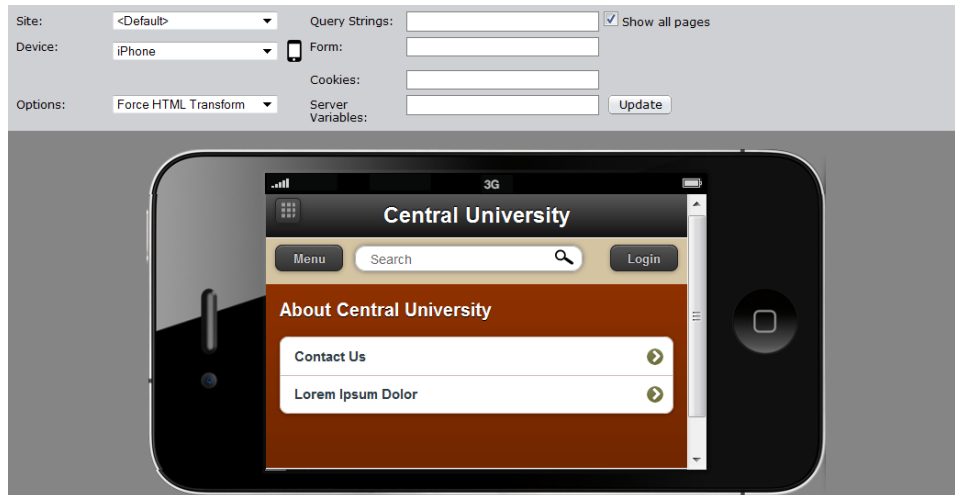 Site: <Default> Query Strings: Show all pages
Device: iPhone Form:
Cookies:
Options: Force HTML Transform Server Variables: Update
3G
Central University
Menu Search Login
About Central University
Contact Us
Lorem Ipsum Dolor